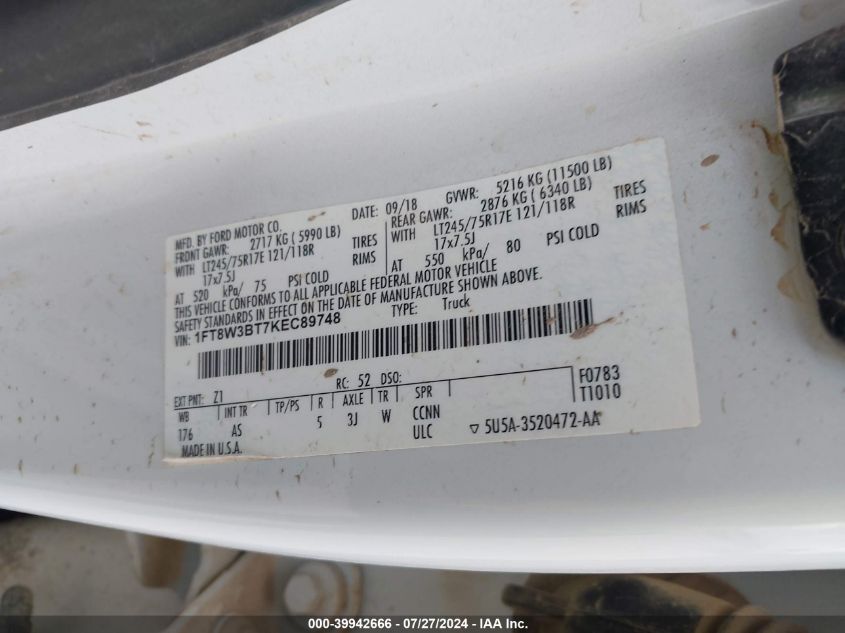 MFD. BY FORD MOTOR CO. DATE: 09/18 GVWR: 5216 KG (11500 LB)
FRONT GAWR: 2717 KG ( 5990 LB) REAR GAWR: 2876 KG ( 6340 LB)
WITH LT245/75R17E 121/118R TIRES WITH LT245/75R17E 121/118R TIRES
17x7.5J RIMS 17x7.5J RIMS
AT 520 kPa/ 75 PSI COLD AT 550 kPa/ 80 PSI COLD
THIS VEHICLE CONFORMS TO ALL APPLICABLE FEDERAL MOTOR VEHICLE
SAFETY STANDARDS IN EFFECT ON THE DATE OF MANUFACTURE SHOWN ABOVE.
VIN: 1FT8W3BT7KEC89748 TYPE: Truck
F0783
T1010
EXT PNT: Z1 RC: 52 DSO:
WB INT TR TP/PS R AXLE TR SPR
176 AS 5 3J W CCNN
ULC
MADE IN U.S.A. 5U5A-3520472-AA
000-39942666 - 07/27/2024 - IAA Inc.